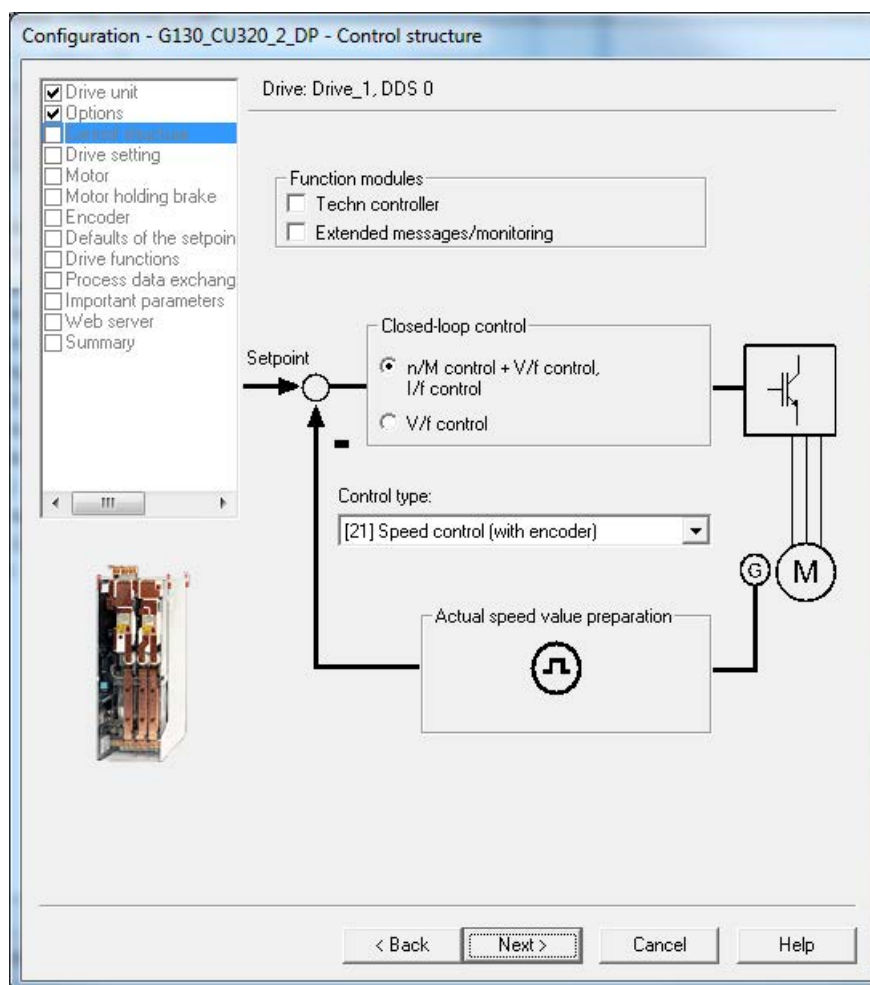 Configuration - G130_CU320_2_DP - Control structure
Drive: Drive_1, DDS 0
Drive unit
Options
Control structure
Drive setting
Motor
Motor holding brake
Encoder
Defaults of the setpoin
Drive functions
Process data exchang
Important parameters
Web server
Summary
Function modules
Techn controller
Extended messages/monitoring
Closed-loop control
Setpoint
n/M control + V/f control,
I/f control
V/f control
Control type:
[21] Speed control (with encoder)
G
M
Actual speed value preparation
< Back
Next >
Cancel
Help